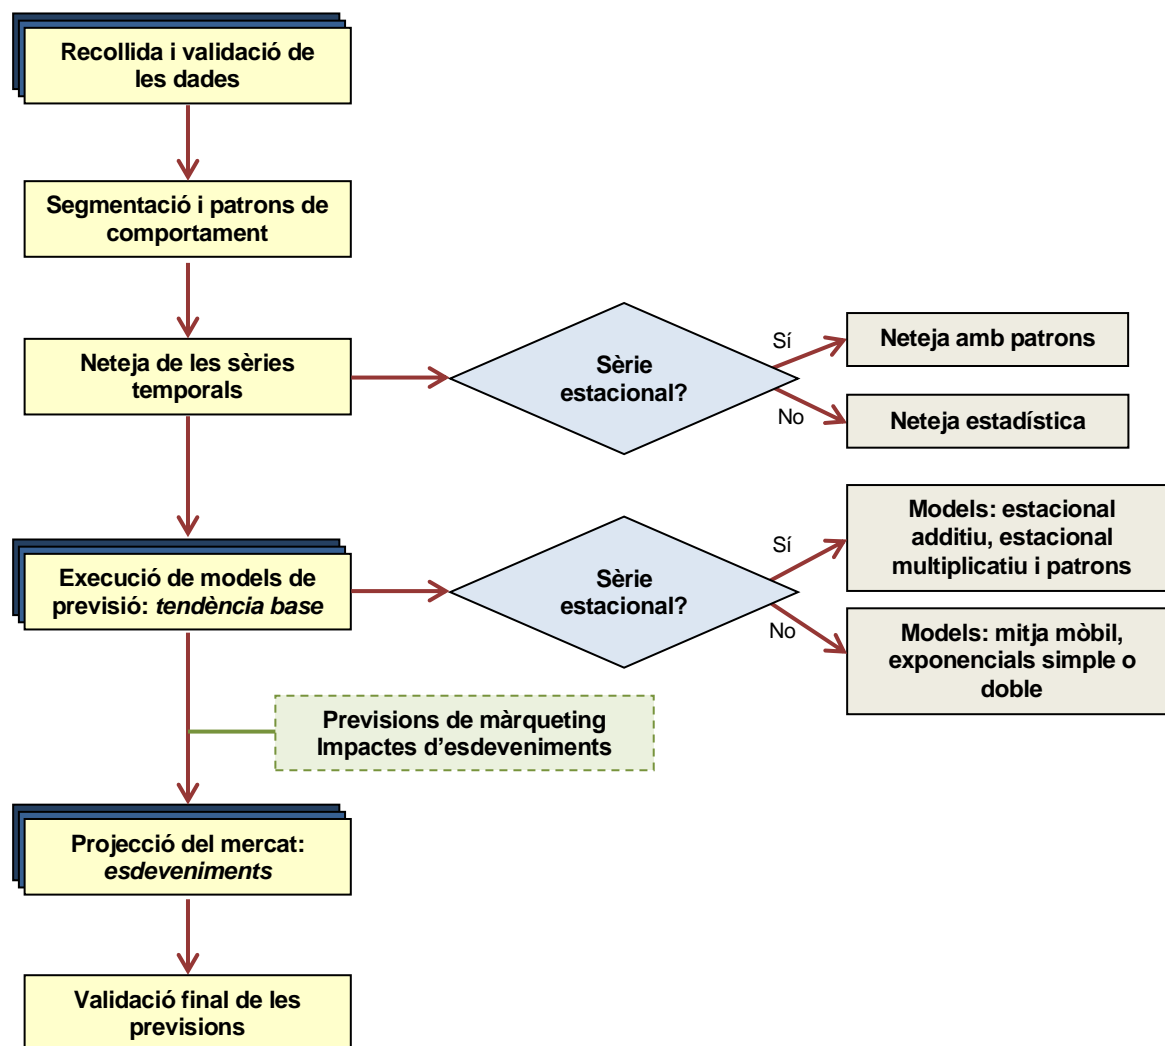 Recollida i validació de
les dades
Segmentació i patrons de
comportament
Neteja de les sèries
temporals
Sèrie
estacional?
Sí
No
Neteja amb patrons
Neteja estadística
Execució de models de
previsió: tendència base
Sèrie
estacional?
Sí
No
Models: estacional
additiu, estacional
multiplicatiu i patrons
Models: mitja mòbil,
exponencials simple o
doble
Previsions de màrqueting
Impactes d’esdeveniments
Projecció del mercat:
esdeveniments
Validació final de les
previsions